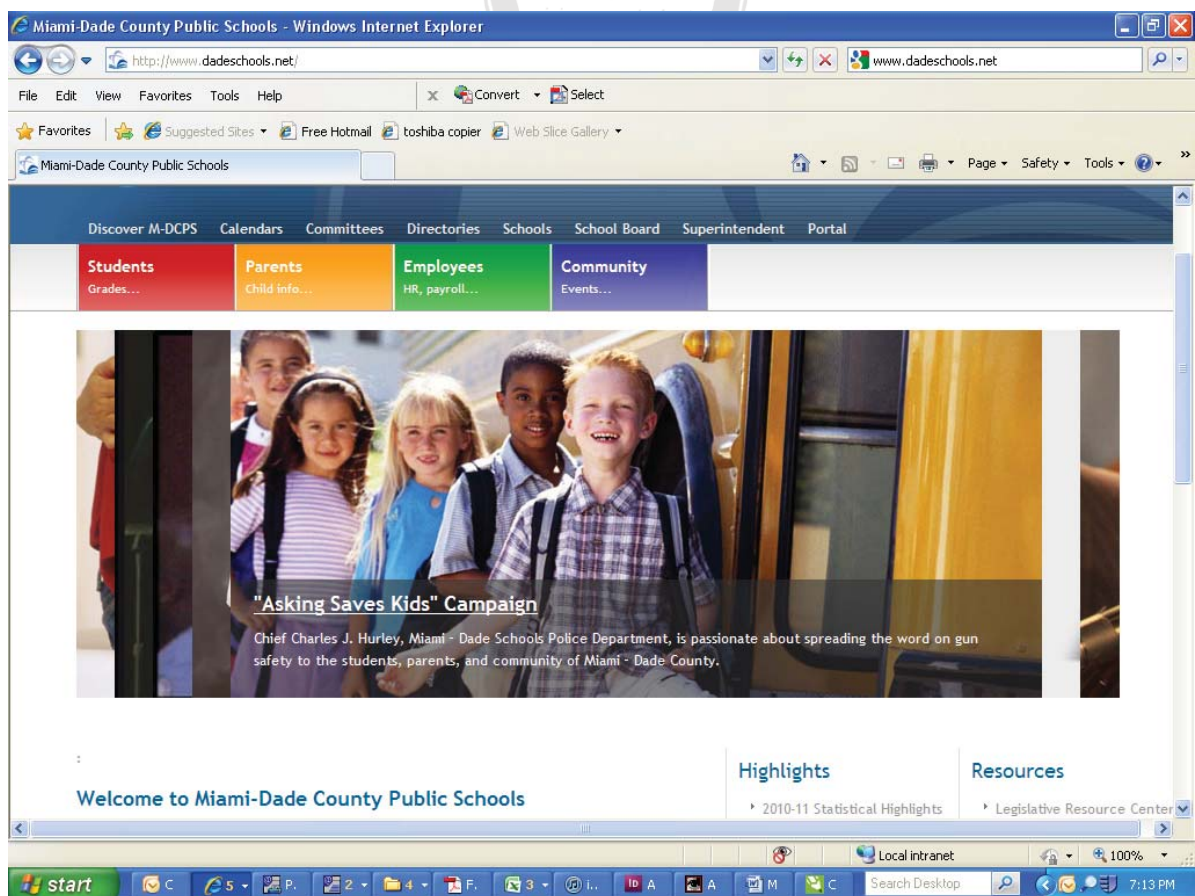 Miami-Dade County Public Schools - Windows Internet Explorer
http://www.dadeschools.net/
www.dadeschools.net
File Edit View Favorites Tools Help
x Convert Select
Favorites Suggested Sites Free Hotmail toshiba copier Web Slice Gallery
Miami-Dade County Public Schools
Page Safety Tools »
Discover M-DCPS Calendars Committees Directories Schools School Board Superintendent Portal
Students Parents Employees Community
Grades... Child info... HR, payroll... Events...
"Asking Saves Kids" Campaign
Chief Charles J. Hurley, Miami - Dade Schools Police Department, is passionate about spreading the word on gun
safety to the students, parents, and community of Miami - Dade County.
:
Highlights Resources
Welcome to Miami-Dade County Public Schools
2010-11 Statistical Highlights Legislative Resource Center
Local intranet 100%
start C 5 P. 2 4 F. 3 i.. A A M C Search Desktop 7:13 PM